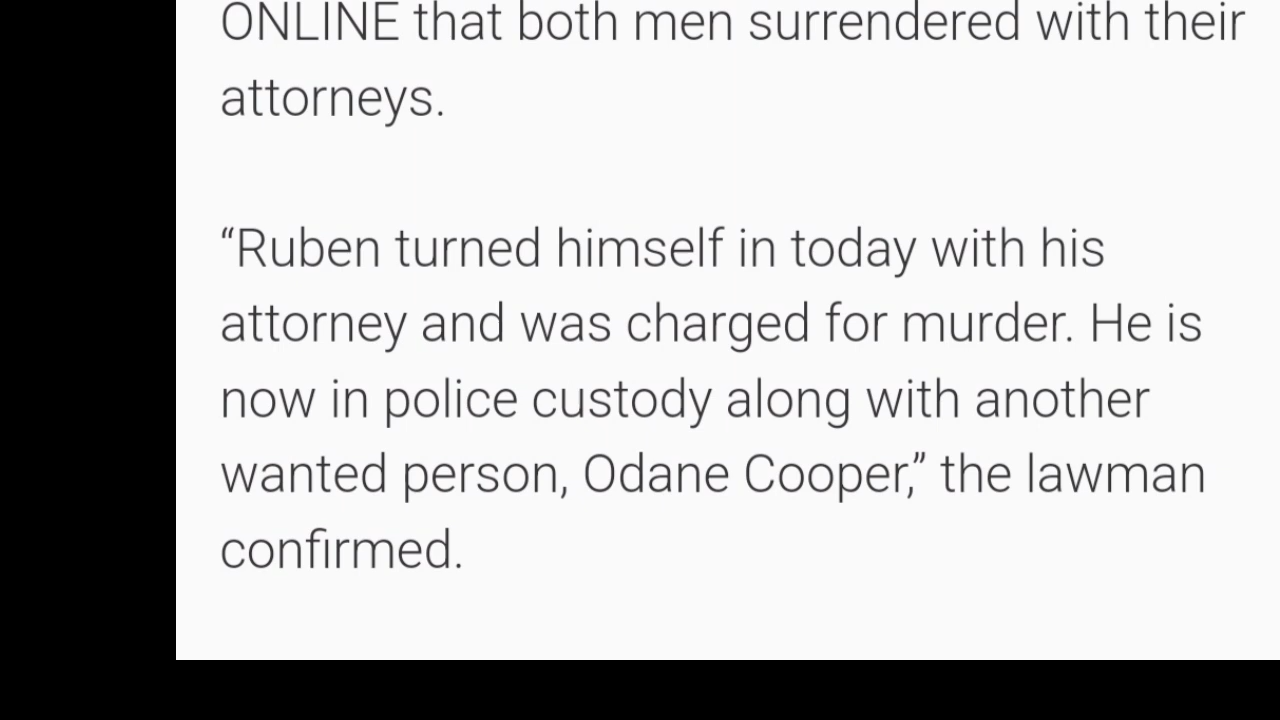 ONLINE that both men surrendered with their
attorneys.
“Ruben turned himself in today with his
attorney and was charged for murder. He is
now in police custody along with another
wanted person, Odane Cooper,” the lawman
confirmed.